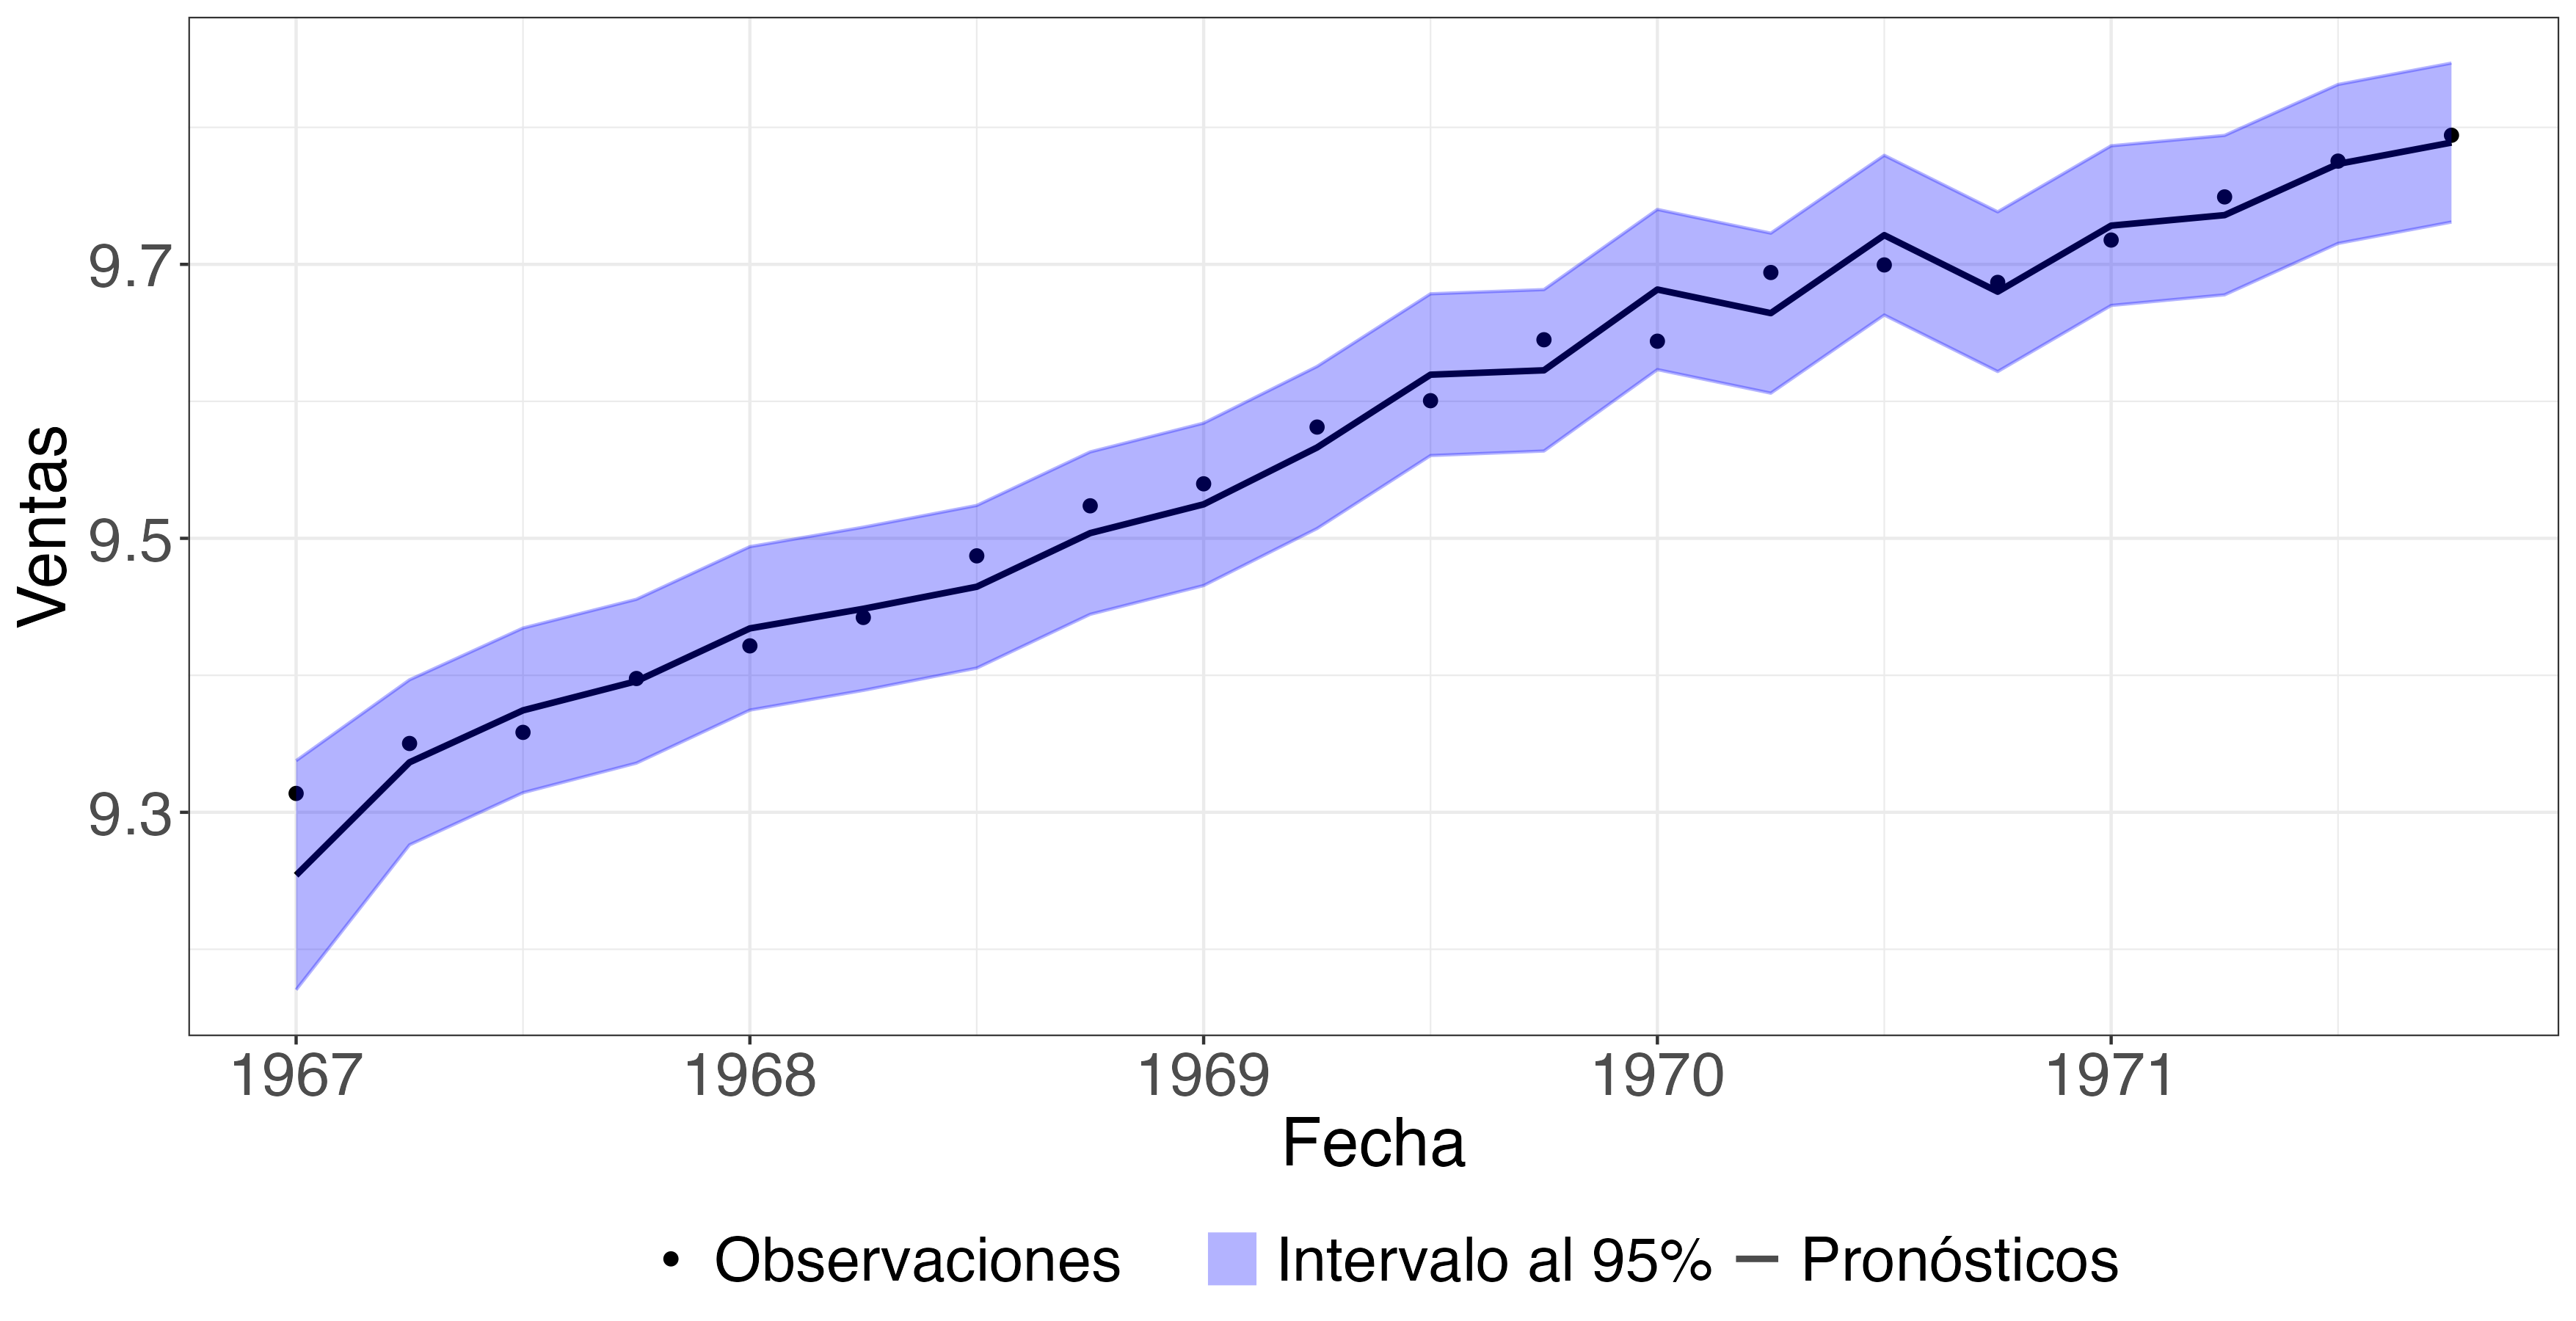 Ventas
9.7
9.5
9.3
1967 1968 1969 1970 1971
Fecha
Observaciones Intervalo al 95% Pronósticos